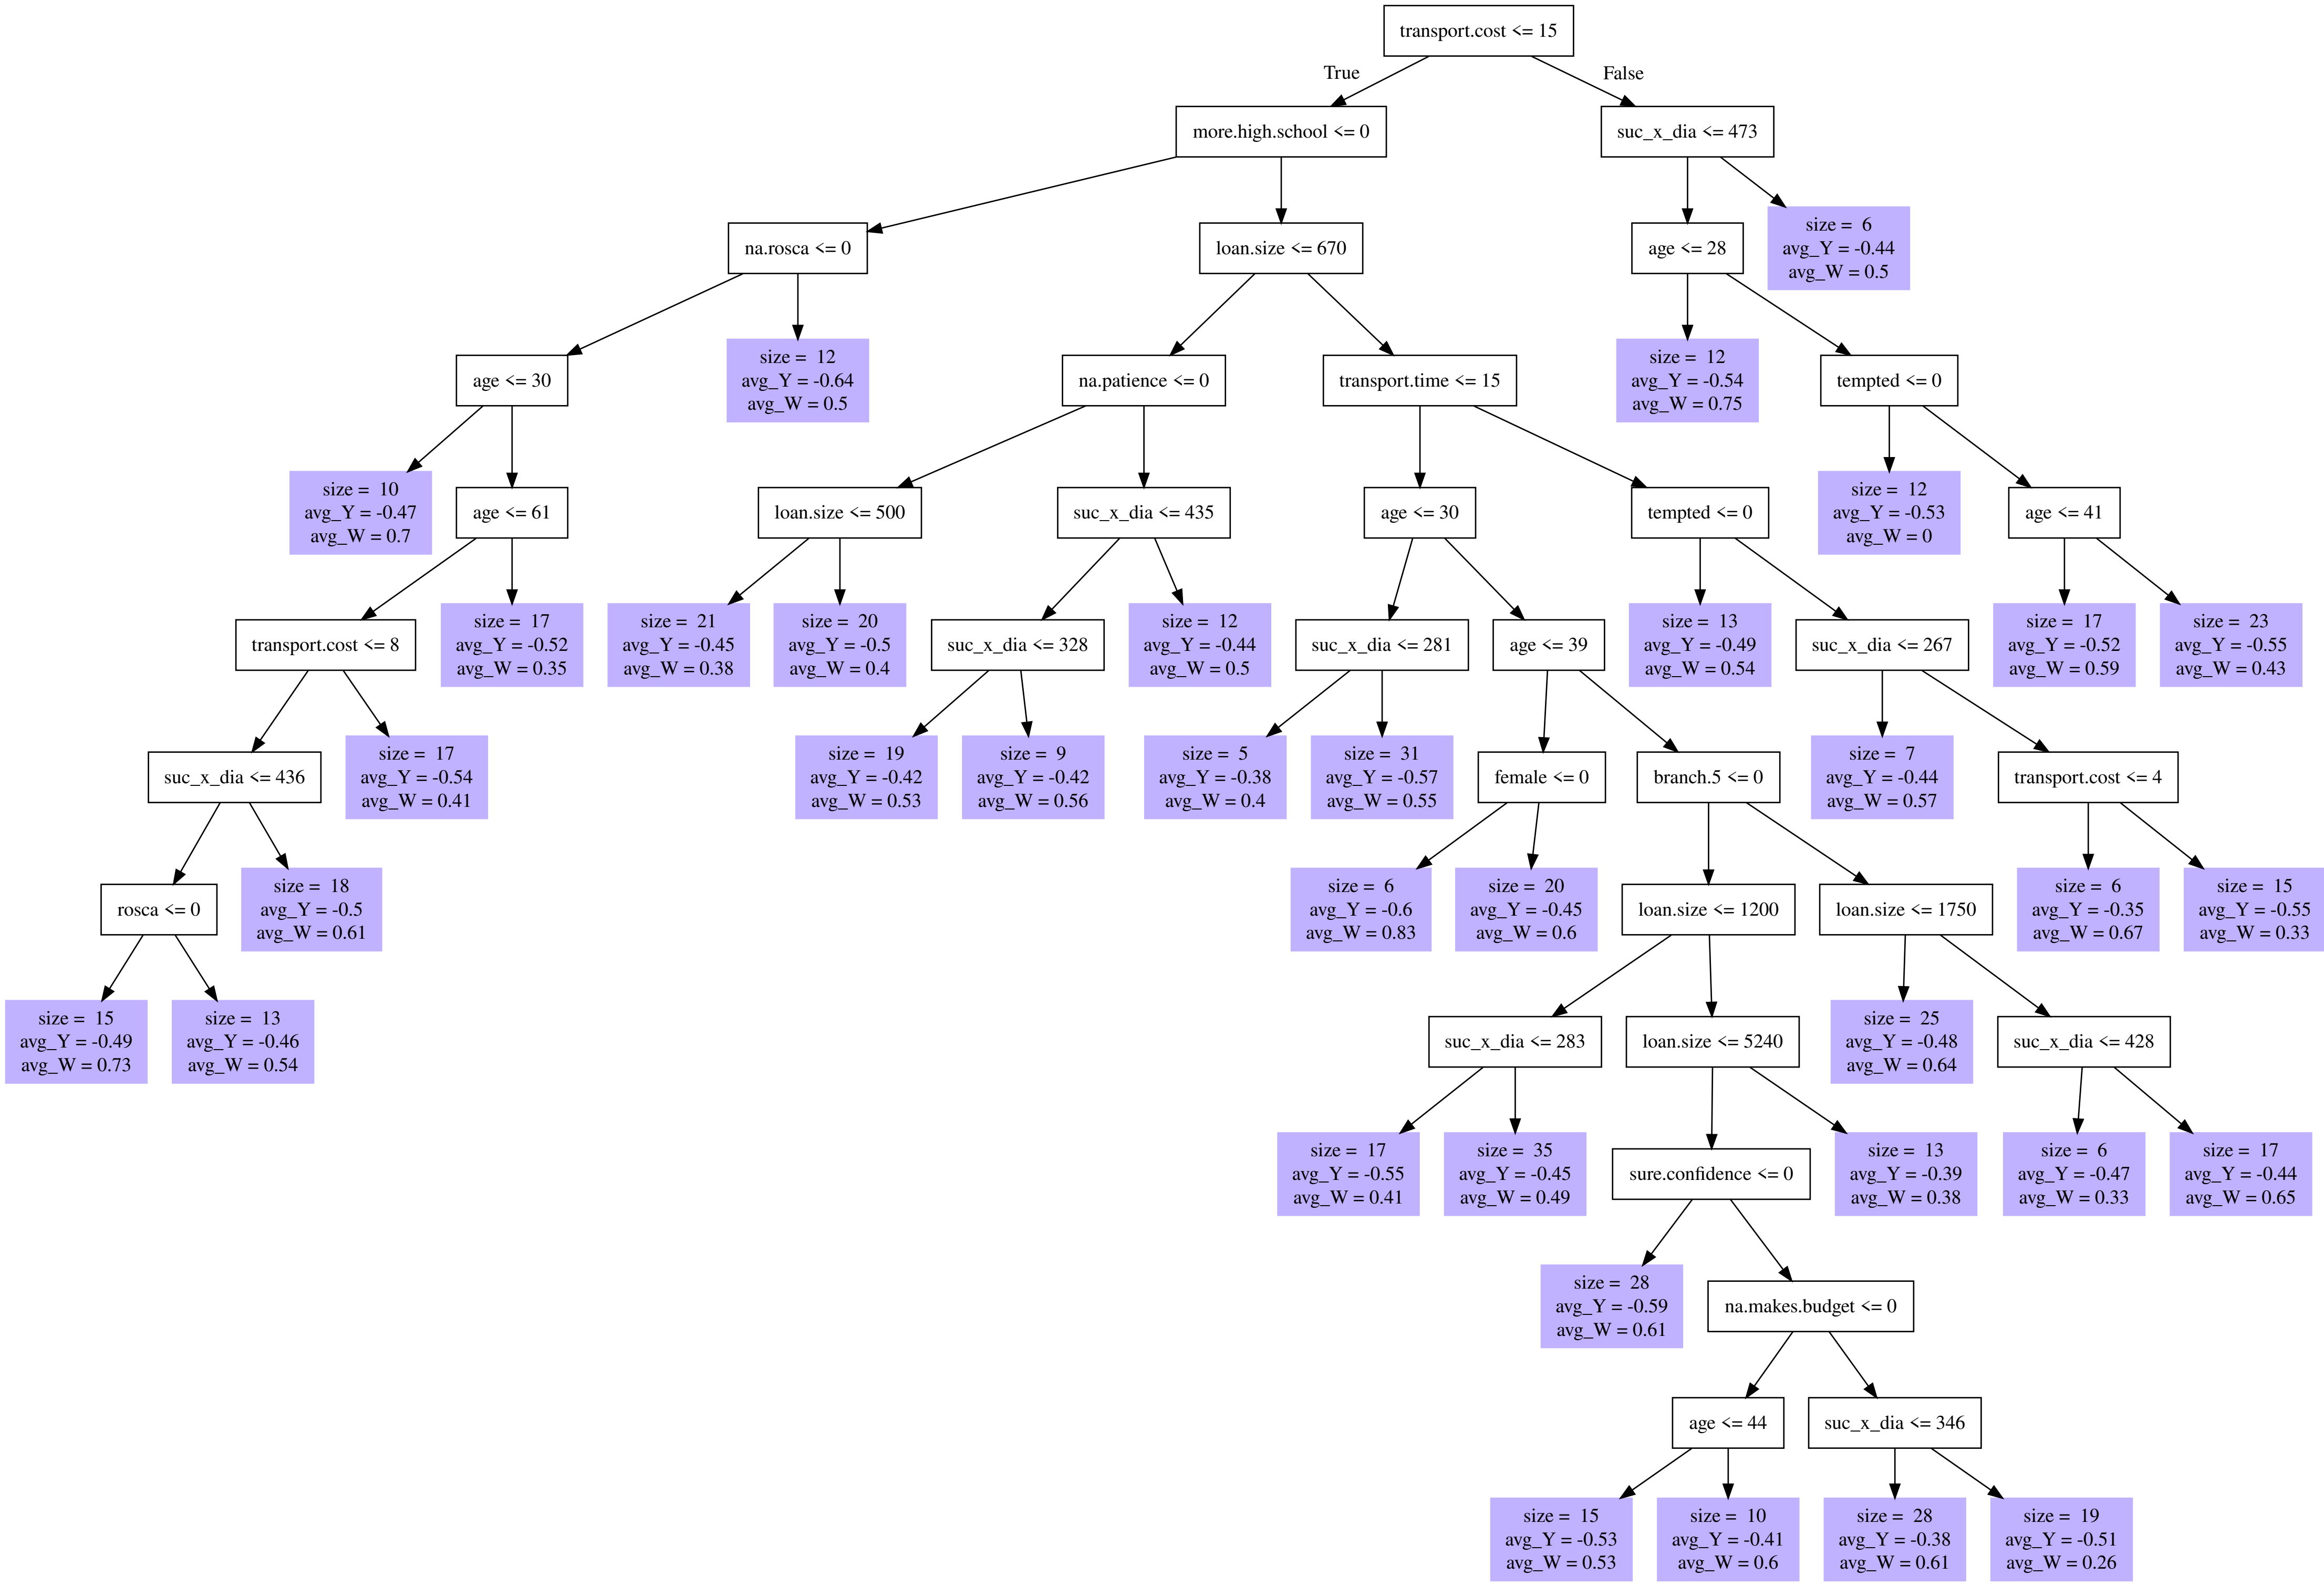 transport.cost <= 15
True
False
more.high.school <= 0
suc_x_dia <= 473
na.rosca <= 0
loan.size <= 670
age <= 28
size = 6
avg_Y = -0.44
avg_W = 0.5
age <= 30
size = 12
avg_Y = -0.64
avg_W = 0.5
na.patience <= 0
transport.time <= 15
size = 12
avg_Y = -0.54
avg_W = 0.75
tempted <= 0
size = 10
avg_Y = -0.47
avg_W = 0.7
age <= 61
loan.size <= 500
suc_x_dia <= 435
age <= 30
tempted <= 0
size = 12
avg_Y = -0.53
avg_W = 0
age <= 41
transport.cost <= 8
size = 17
avg_Y = -0.52
avg_W = 0.35
size = 21
avg_Y = -0.45
avg_W = 0.38
size = 20
avg_Y = -0.5
avg_W = 0.4
suc_x_dia <= 328
size = 12
avg_Y = -0.44
avg_W = 0.5
suc_x_dia <= 281
age <= 39
size = 13
avg_Y = -0.49
avg_W = 0.54
suc_x_dia <= 267
size = 17
avg_Y = -0.52
avg_W = 0.59
size = 23
avg_Y = -0.55
avg_W = 0.43
suc_x_dia <= 436
size = 17
avg_Y = -0.54
avg_W = 0.41
size = 19
avg_Y = -0.42
avg_W = 0.53
size = 9
avg_Y = -0.42
avg_W = 0.56
size = 5
avg_Y = -0.38
avg_W = 0.4
size = 31
avg_Y = -0.57
avg_W = 0.55
female <= 0
branch.5 <= 0
size = 7
avg_Y = -0.44
avg_W = 0.57
transport.cost <= 4
rosca <= 0
size = 18
avg_Y = -0.5
avg_W = 0.61
size = 6
avg_Y = -0.6
avg_W = 0.83
size = 20
avg_Y = -0.45
avg_W = 0.6
loan.size <= 1200
loan.size <= 1750
size = 6
avg_Y = -0.35
avg_W = 0.67
size = 15
avg_Y = -0.55
avg_W = 0.33
size = 15
avg_Y = -0.49
avg_W = 0.73
size = 13
avg_Y = -0.46
avg_W = 0.54
suc_x_dia <= 283
loan.size <= 5240
size = 25
avg_Y = -0.48
avg_W = 0.64
suc_x_dia <= 428
size = 17
avg_Y = -0.55
avg_W = 0.41
size = 35
avg_Y = -0.45
avg_W = 0.49
sure.confidence <= 0
size = 13
avg_Y = -0.39
avg_W = 0.38
size = 6
avg_Y = -0.47
avg_W = 0.33
size = 17
avg_Y = -0.44
avg_W = 0.65
size = 28
avg_Y = -0.59
avg_W = 0.61
na.makes.budget <= 0
age <= 44
suc_x_dia <= 346
size = 15
avg_Y = -0.53
avg_W = 0.53
size = 10
avg_Y = -0.41
avg_W = 0.6
size = 28
avg_Y = -0.38
avg_W = 0.61
size = 19
avg_Y = -0.51
avg_W = 0.26